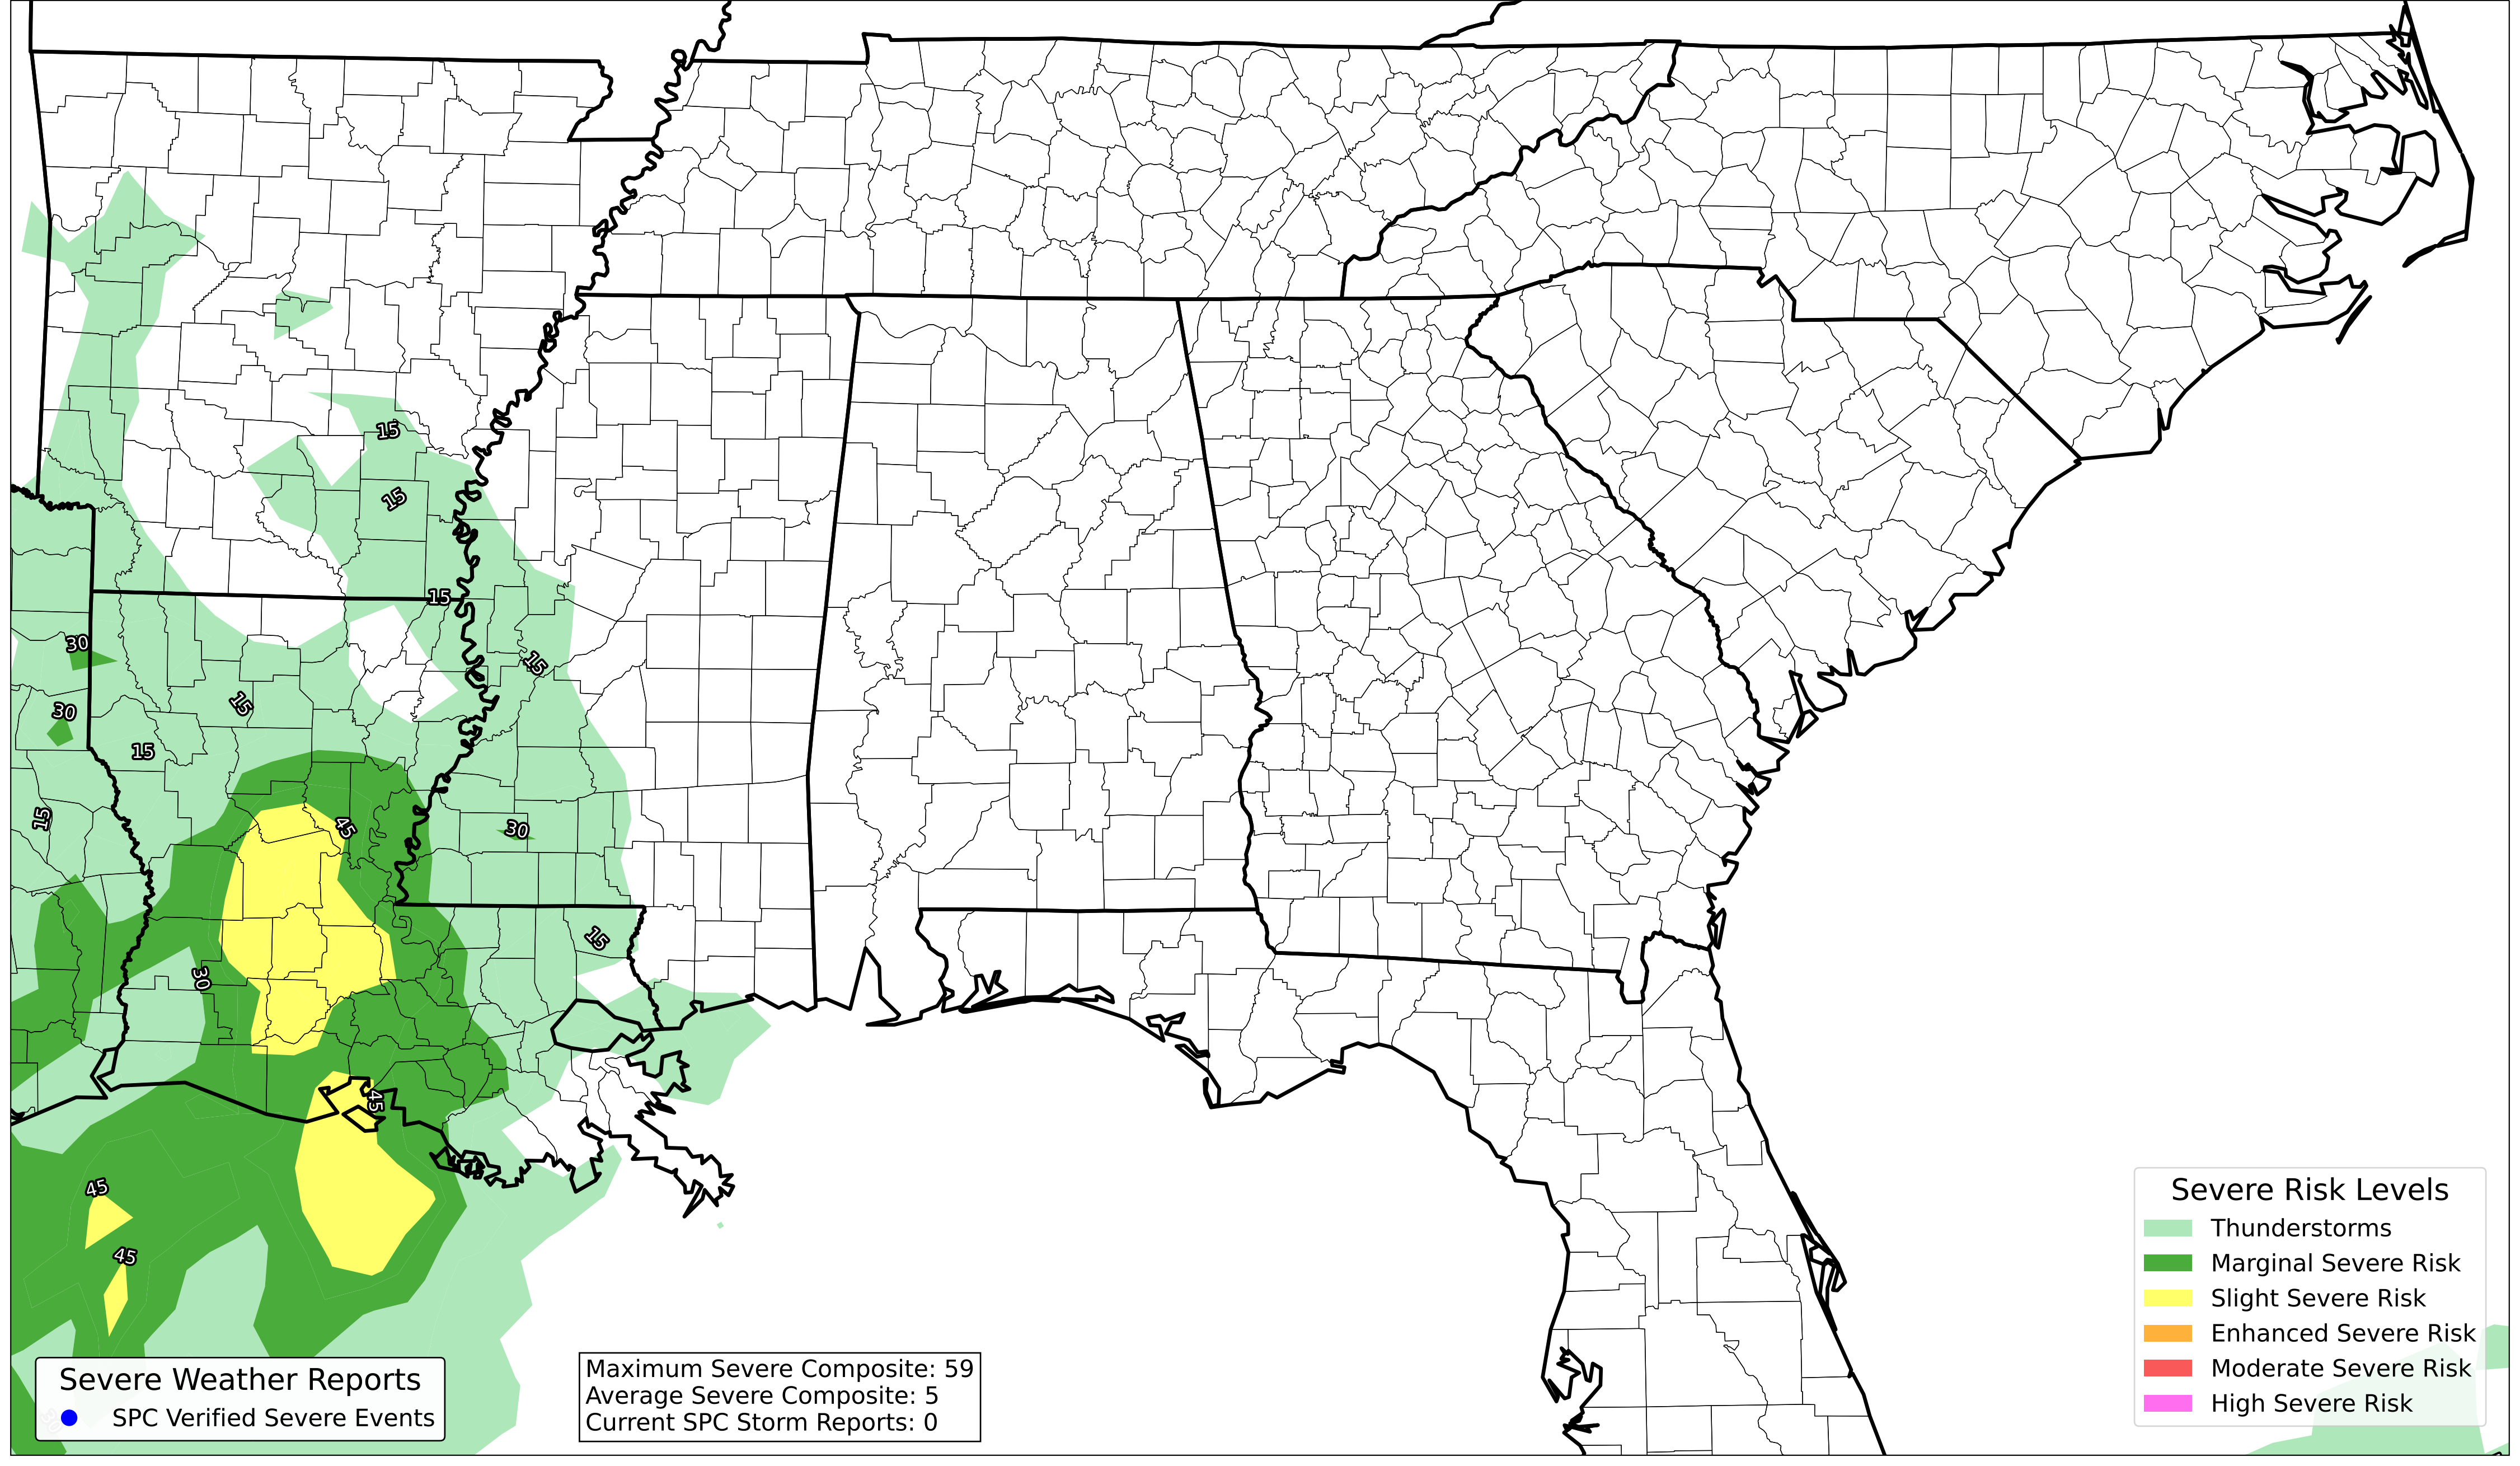 15
15
15
30
15
15
30
15
15
30
45
15
30
45
45
45
Severe Risk Levels
Thunderstorms
Marginal Severe Risk
Slight Severe Risk
Enhanced Severe Risk
Moderate Severe Risk
High Severe Risk
Severe Weather Reports
SPC Verified Severe Events
Maximum Severe Composite: 59
Average Severe Composite: 5
Current SPC Storm Reports: 0